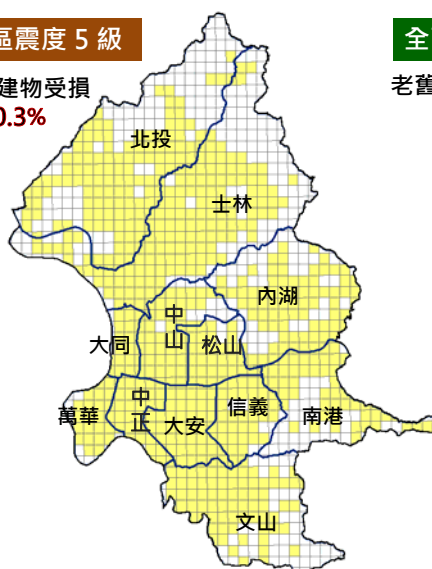 區震度 5 級
全
建物受損
老舊
0.3%
北投
士林
內湖
中山
大同
松山
萬華
中正
大安
信義
南港
文山